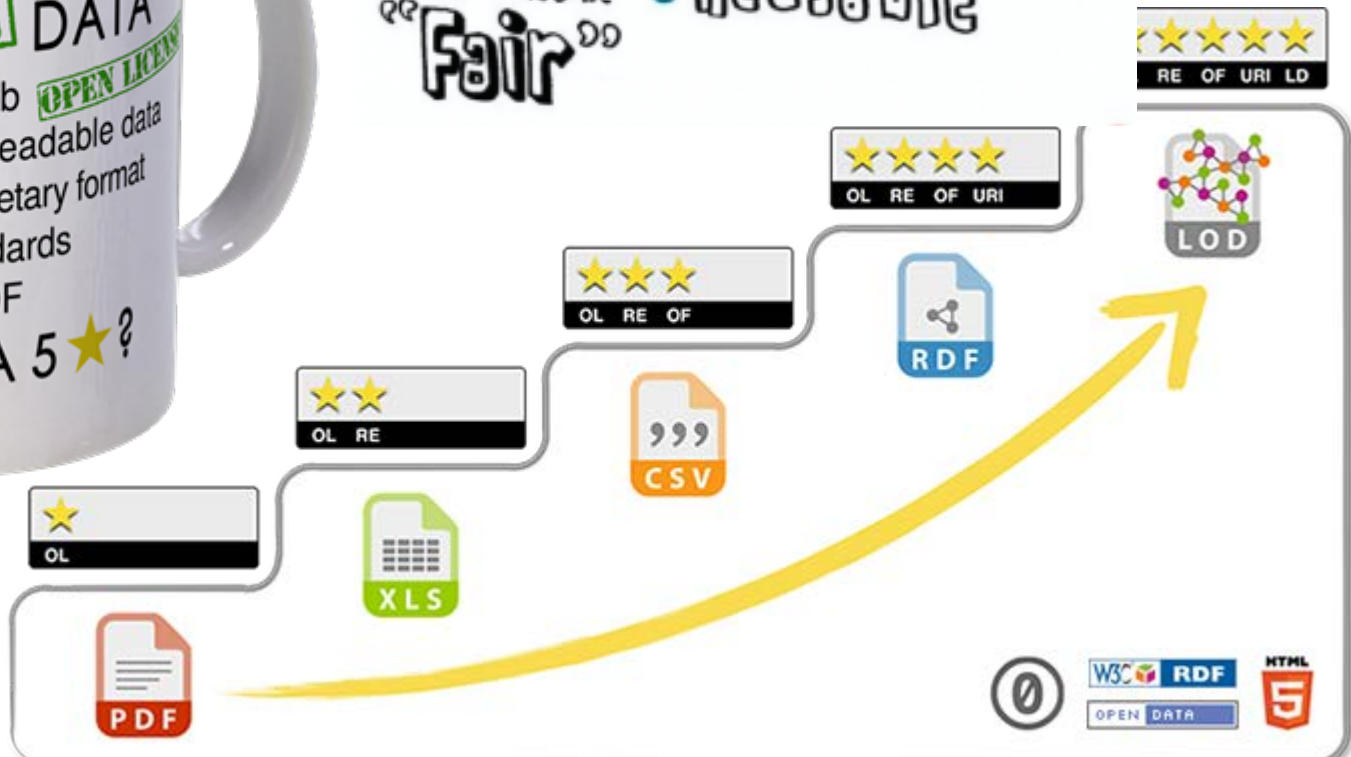 DATA
OPEN LICENSE
eadable data
etary format
dards
A 5 ?
“Fair”
RE OF URI LD
OL RE OF URI
LOD
OL RE OF
RDF
OL RE
CSV
OL
XLS
PDF
0
W3C RDF
OPEN DATA
HTML
5